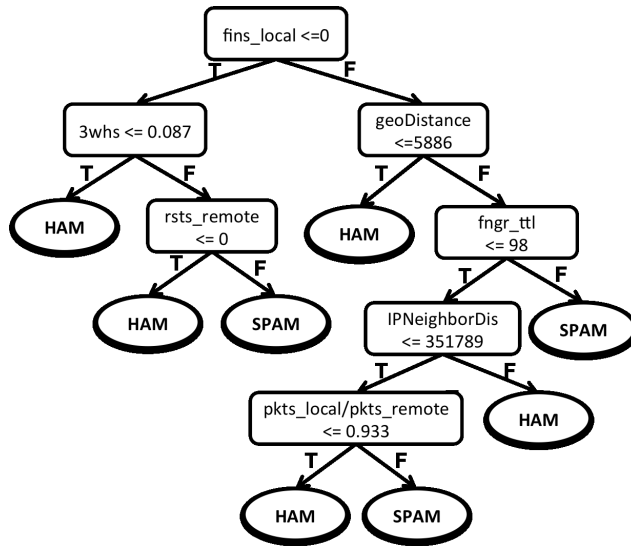 fins_local <=0
T
F
3whs <= 0.087
geoDistance
<=5886
T
F
T
F
HAM
rsts_remote
<= 0
HAM
fngr_ttl
<= 98
T
F
T
F
HAM
SPAM
IPNeighborDis
<= 351789
SPAM
T
F
pkts_local/pkts_remote
<= 0.933
HAM
T
F
HAM
SPAM